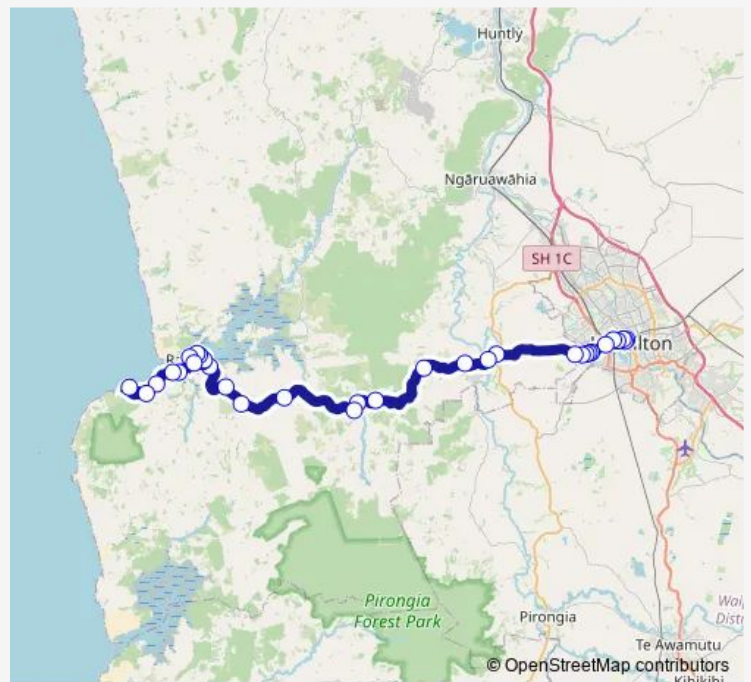 Huntly
Ngāruawāhia
SH 1C
Pirongia
Forest Park
Pirongia
Te Awamutu
© OpenStreetMap contributors